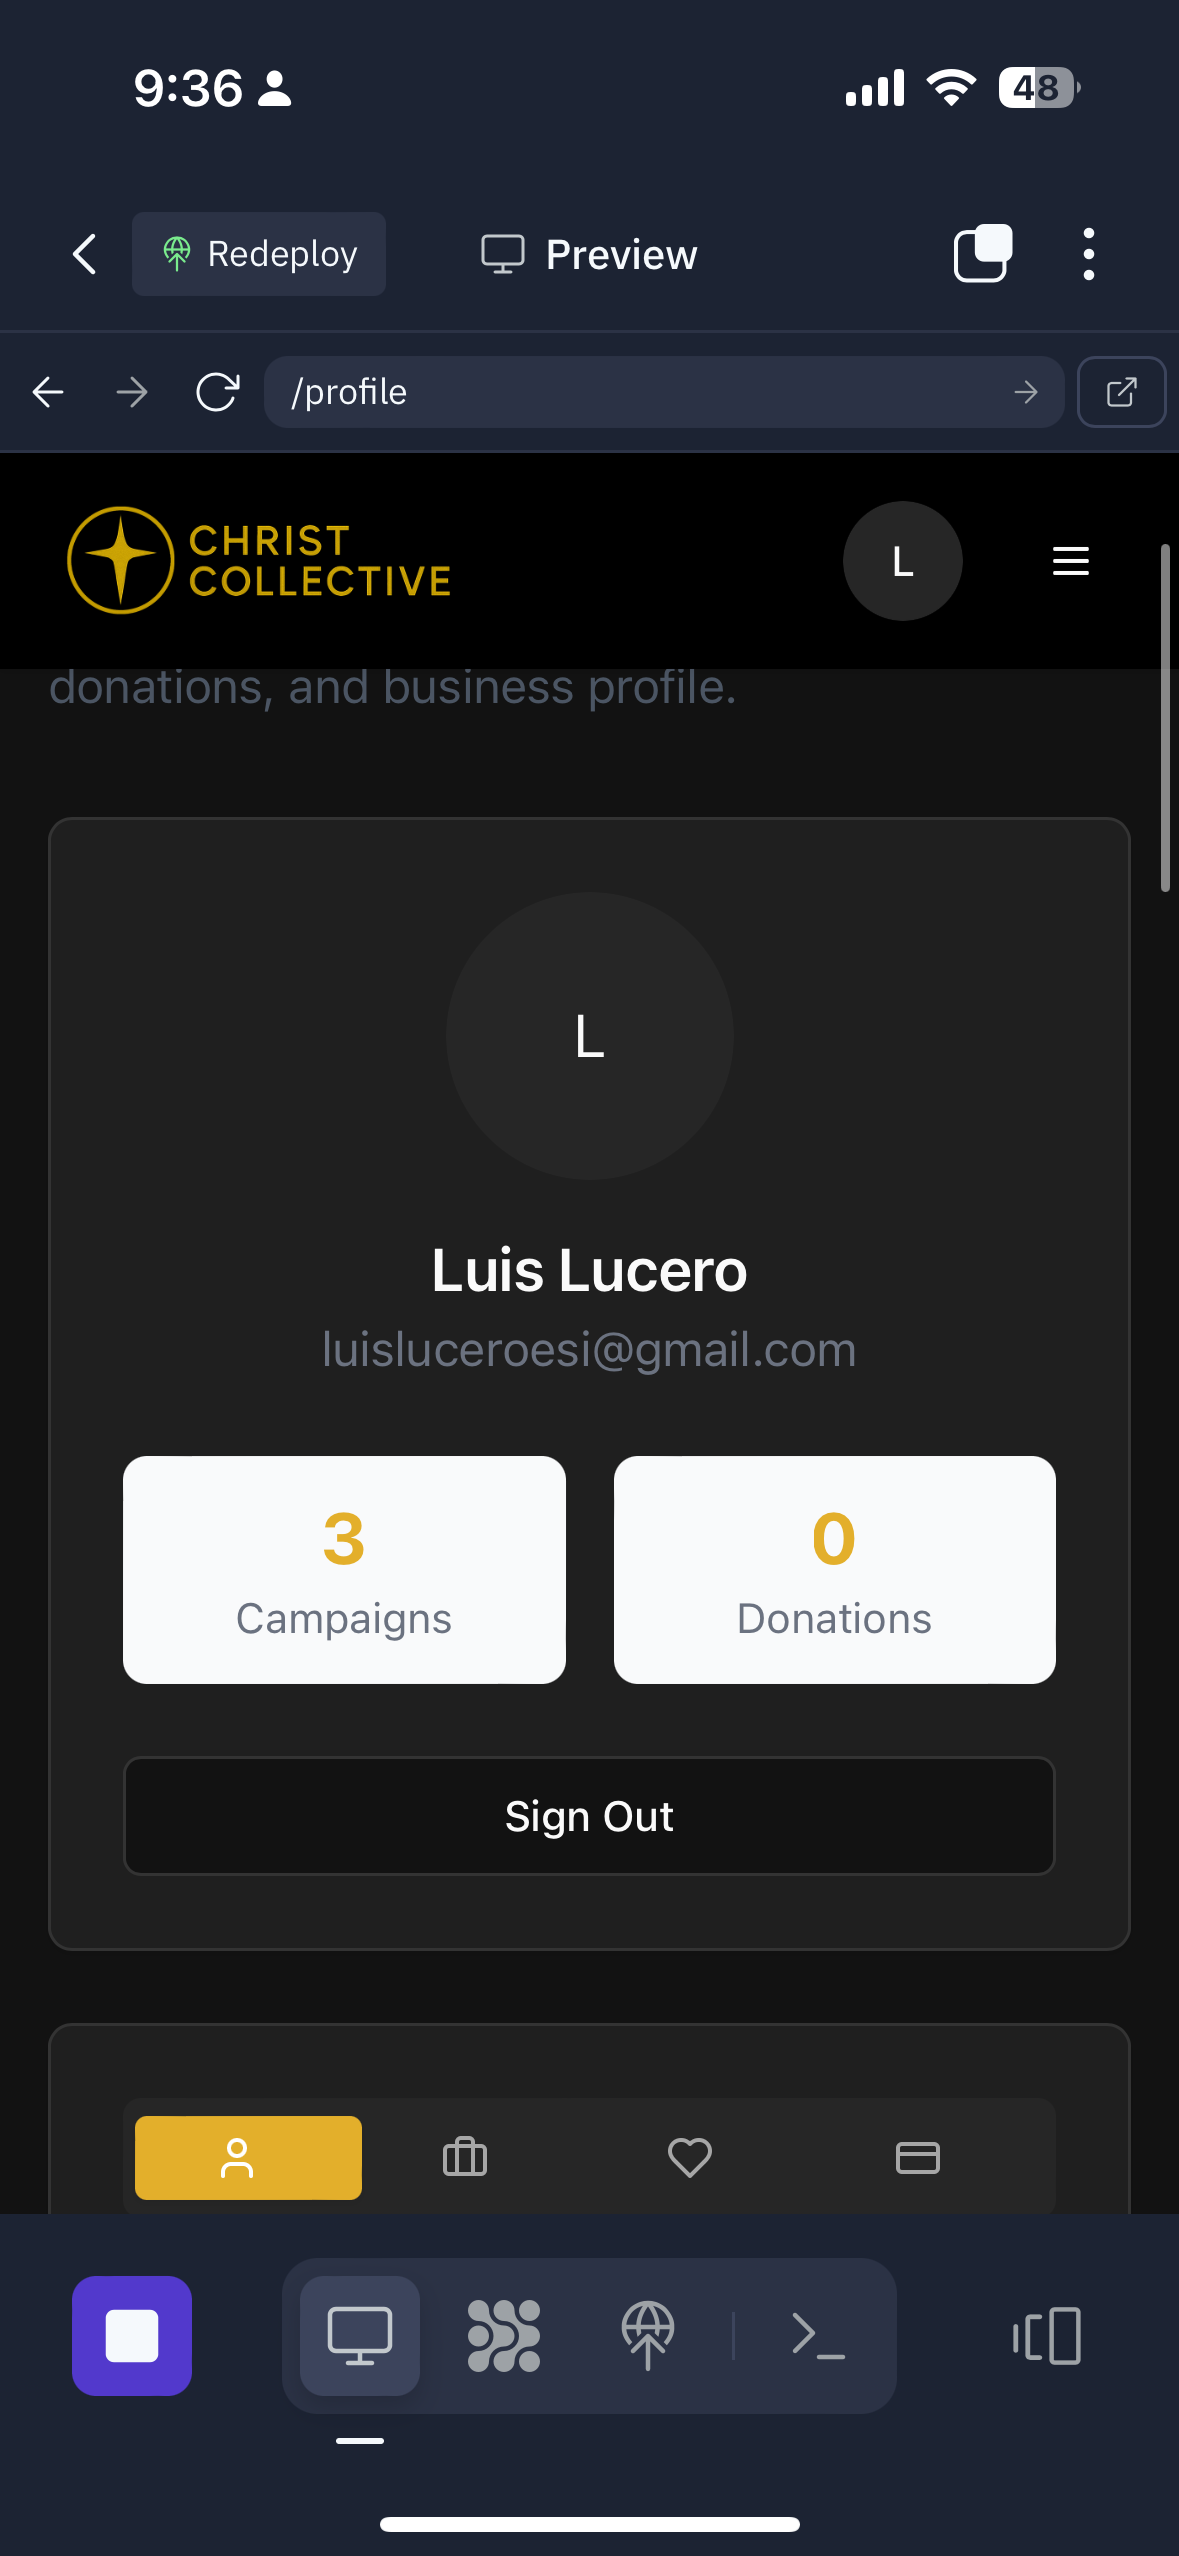 9:36
48
Redeploy
Preview
/profile
CHRIST
COLLECTIVE
L
donations, and business profile.
L
Luis Lucero
luisluceroesi@gmail.com
3
Campaigns
0
Donations
Sign Out